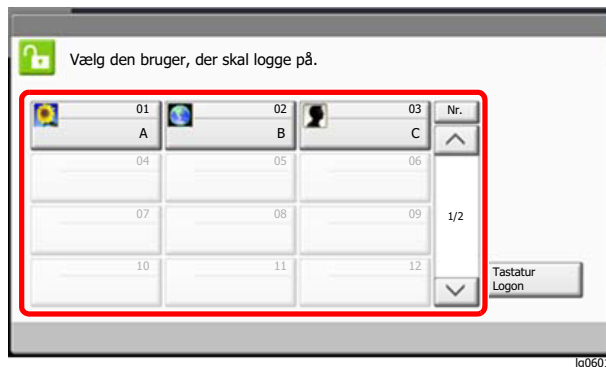 Vælg den bruger, der skal logge på.
01 02 03 Nr.
A B C
04 05 06
07 08 09 1/2
10 11 12
Tastatur
Logon
lg0601